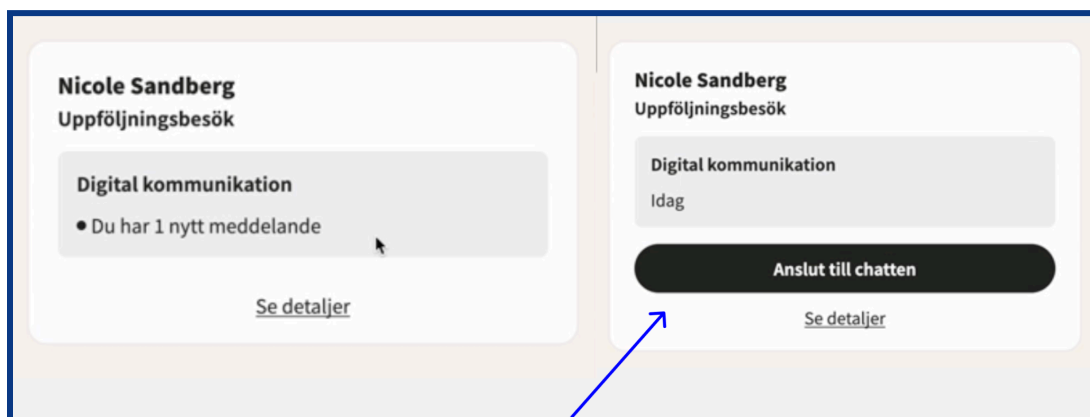 Nicole Sandberg
Uppföljningsbesök
Digital kommunikation
Du har 1 nytt meddelande
Se detaljer
Nicole Sandberg
Uppföljningsbesök
Digital kommunikation
Idag
Anslut till chatten
Se detaljer